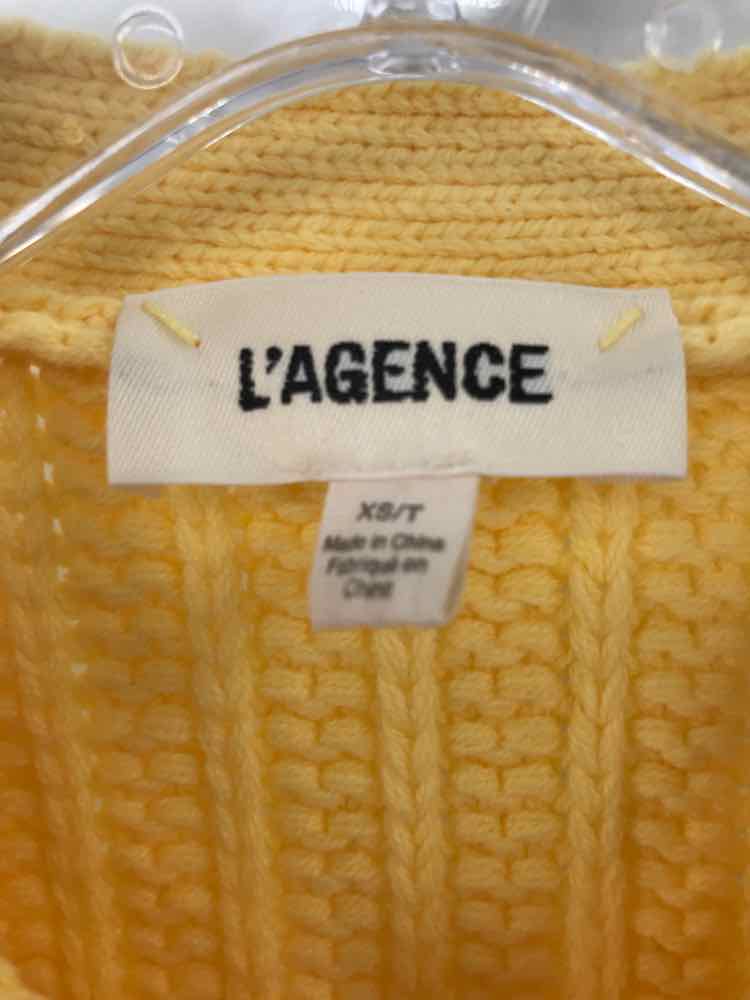 L'AGENCE
XS/T
Made in China
Fabriqué en
Chine